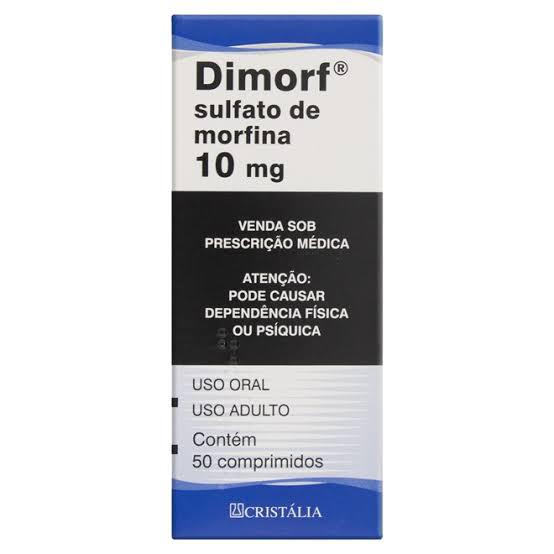 Dimorf®
sulfato de
morfina
10 mg
VENDA SOB
PRESCRIÇÃO MÉDICA
ATENÇÃO:
PODE CAUSAR
DEPENDÊNCIA FÍSICA
OU PSÍQUICA
USO ORAL
USO ADULTO
Contém
50 comprimidos
CRISTÁLIA